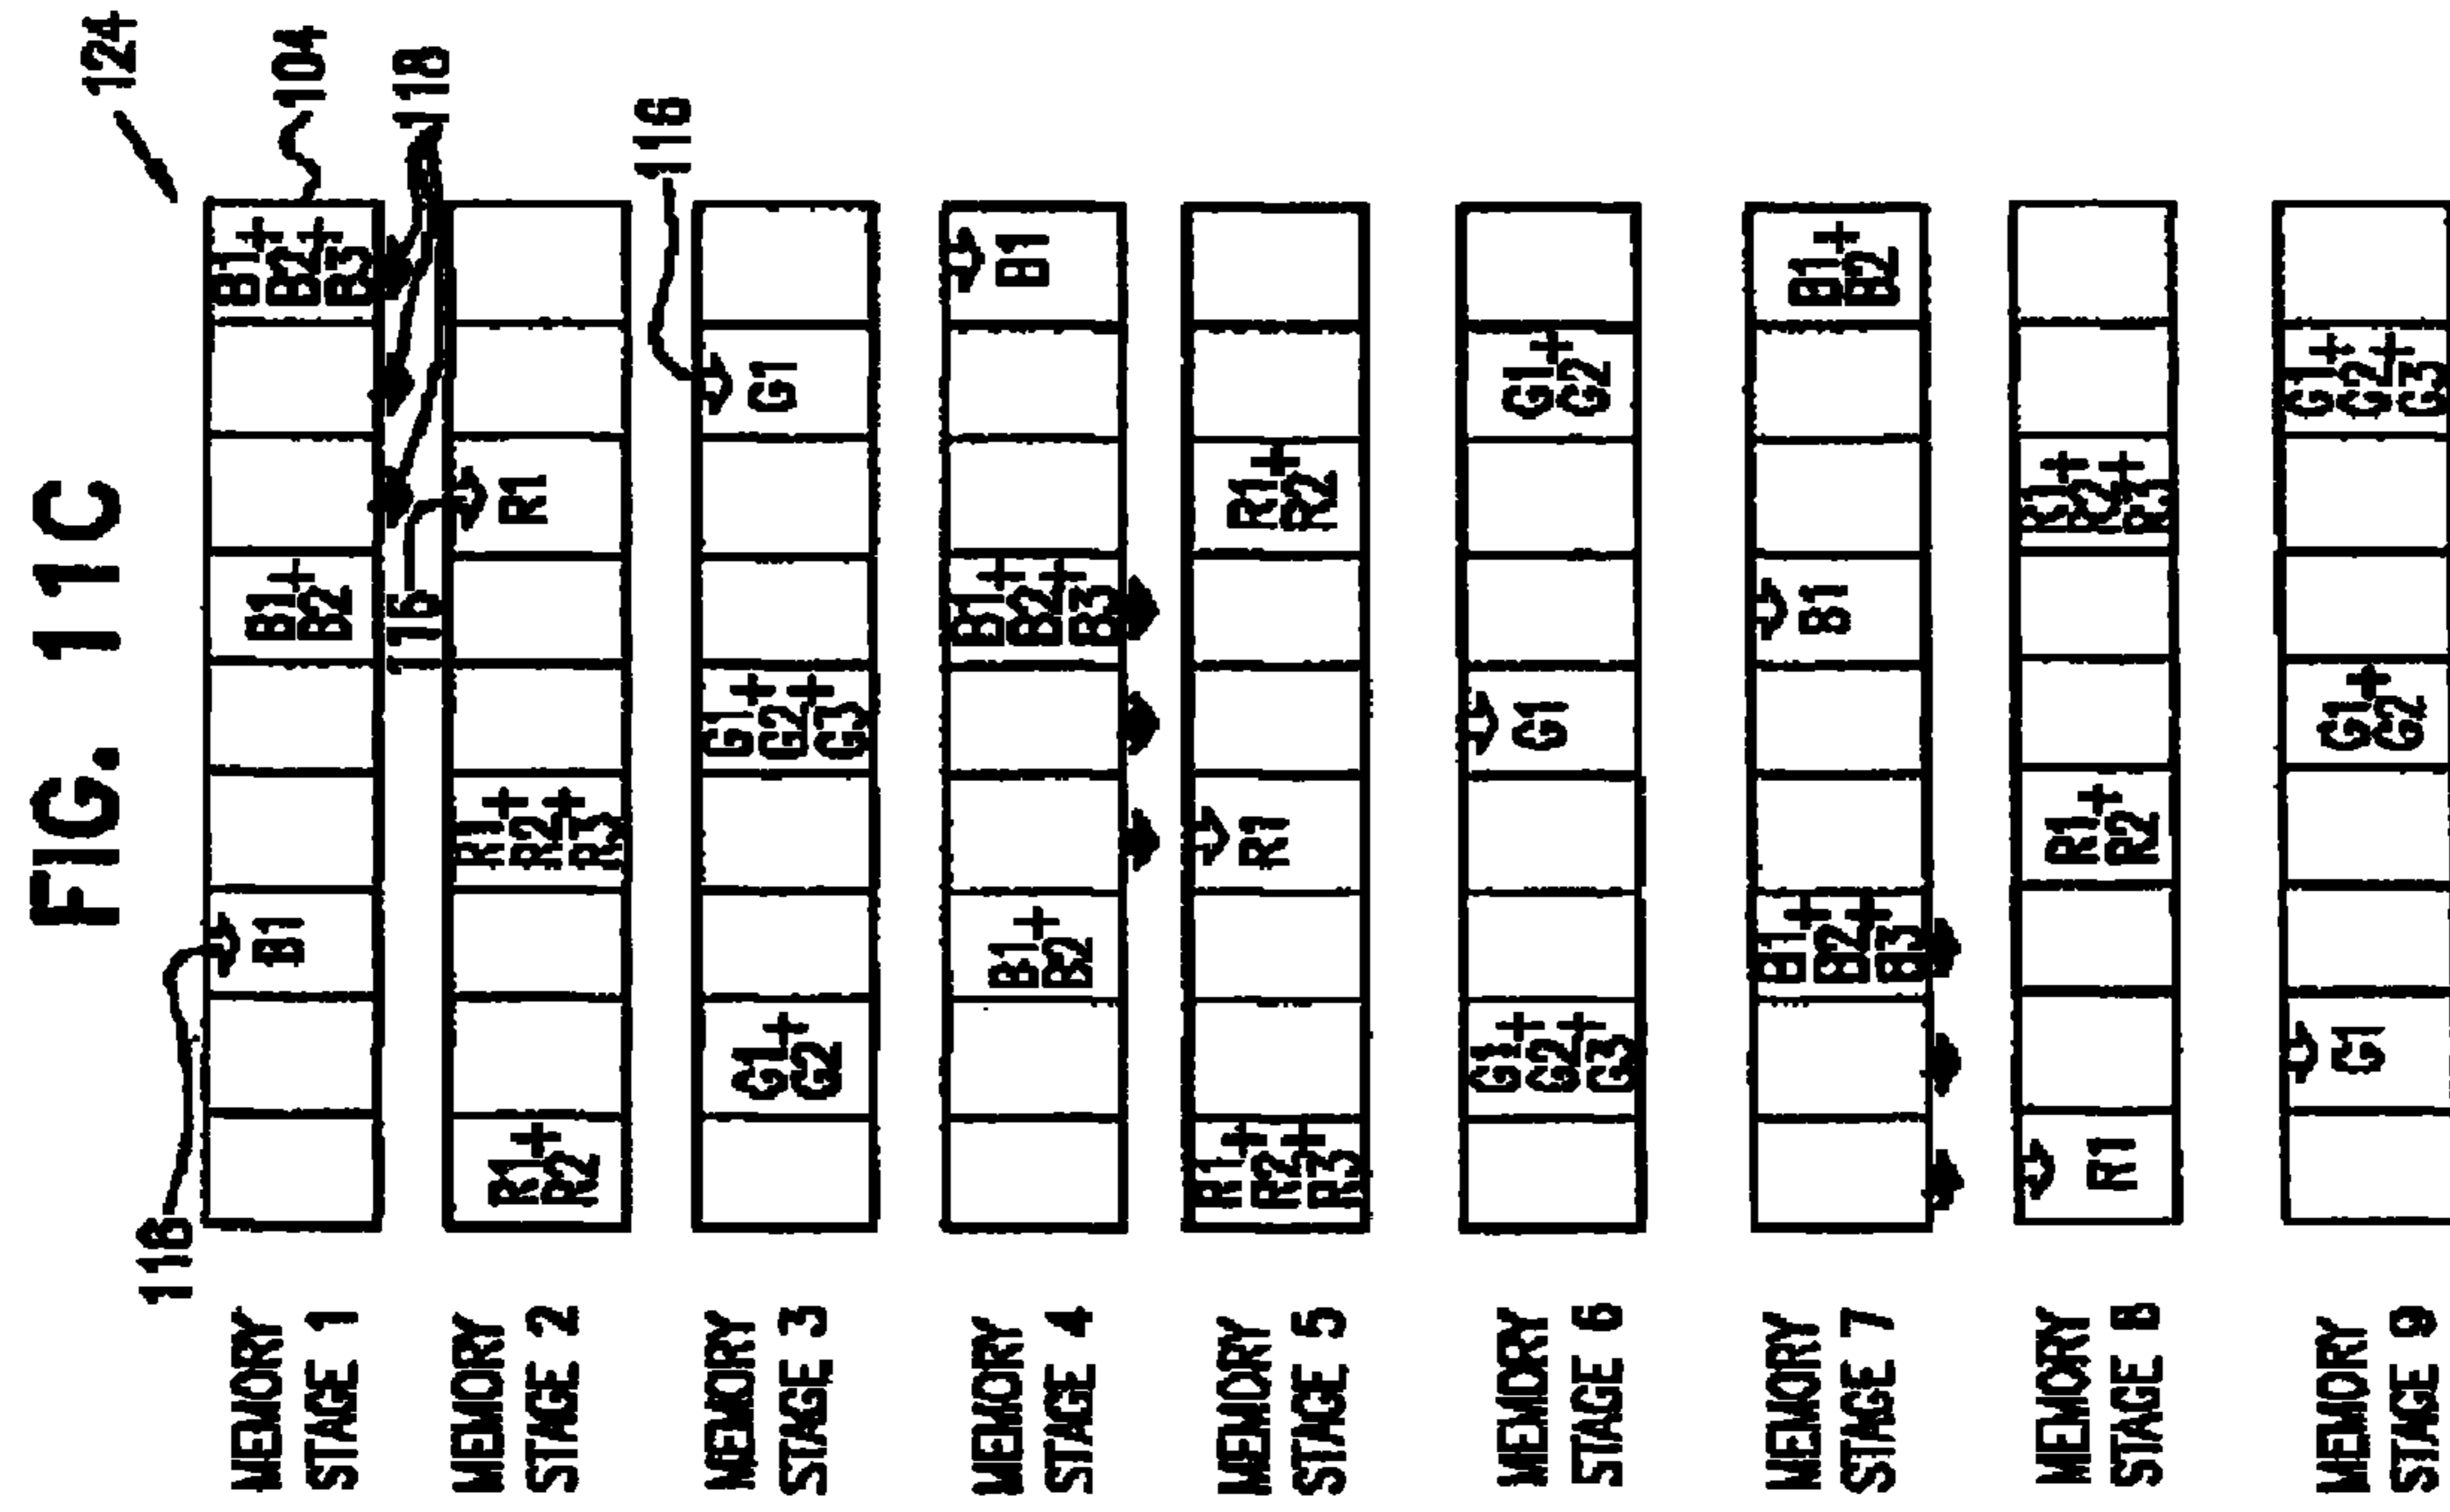 FIG. 11C
124
116
104
MEMORY
STAGE 1
B1
B1+
B2
B1+
B2+
B3
116
118
MEMORY
STAGE 2
R1+
R2
R1+
R2+
R3
R1
116
MEMORY
STAGE 3
G1+
G2
G1+
G2+
G3
G1
MEMORY
STAGE 4
B1+
B2
B1+
B2+
B3
B1
MEMORY
STAGE 5
R1+
R2+
R3
R1
R1+
R2
MEMORY
STAGE 6
G1+
G2+
G3
G1
G1+
G2
MEMORY
STAGE 7
B1+
B2+
B3
B1
B1+
B2
MEMORY
STAGE 8
R1
R1+
R2
R1+
R2+
R3
MEMORY
STAGE 9
G1
G1+
G2
G1+
G2+
G3